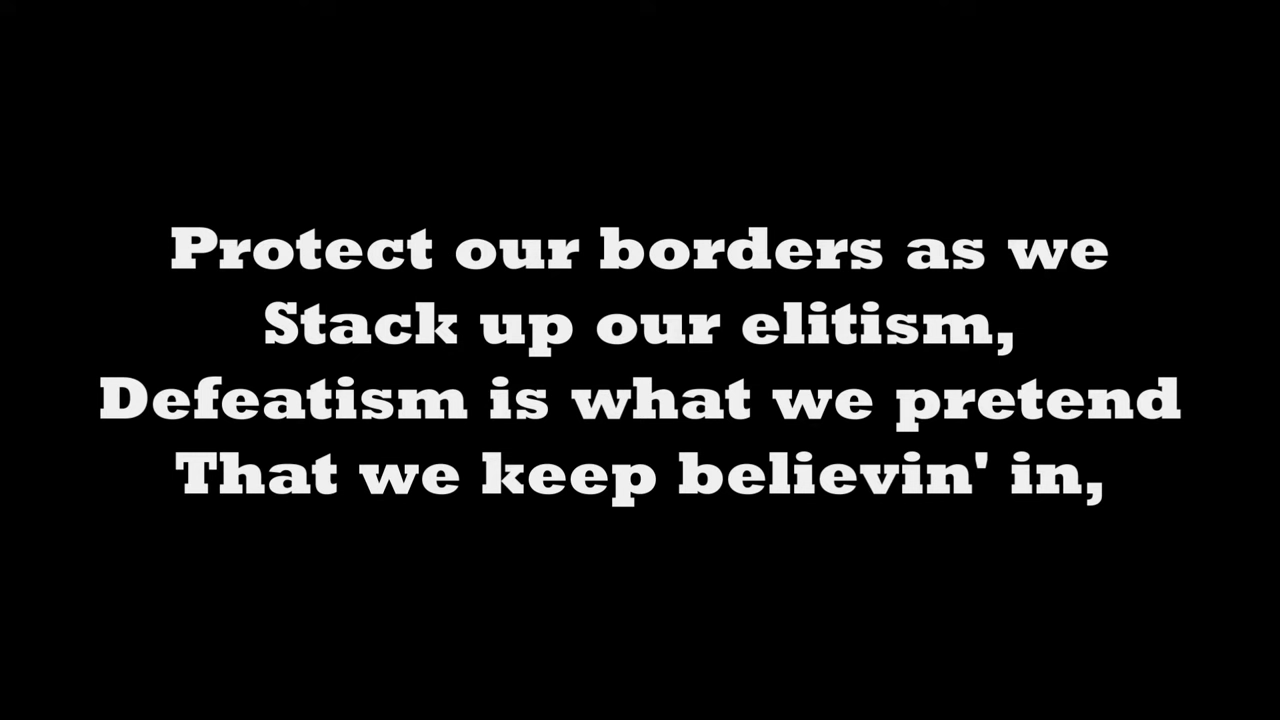 Protect our borders as we
Stack up our elitism,
Defeatism is what we pretend
That we keep believin' in,